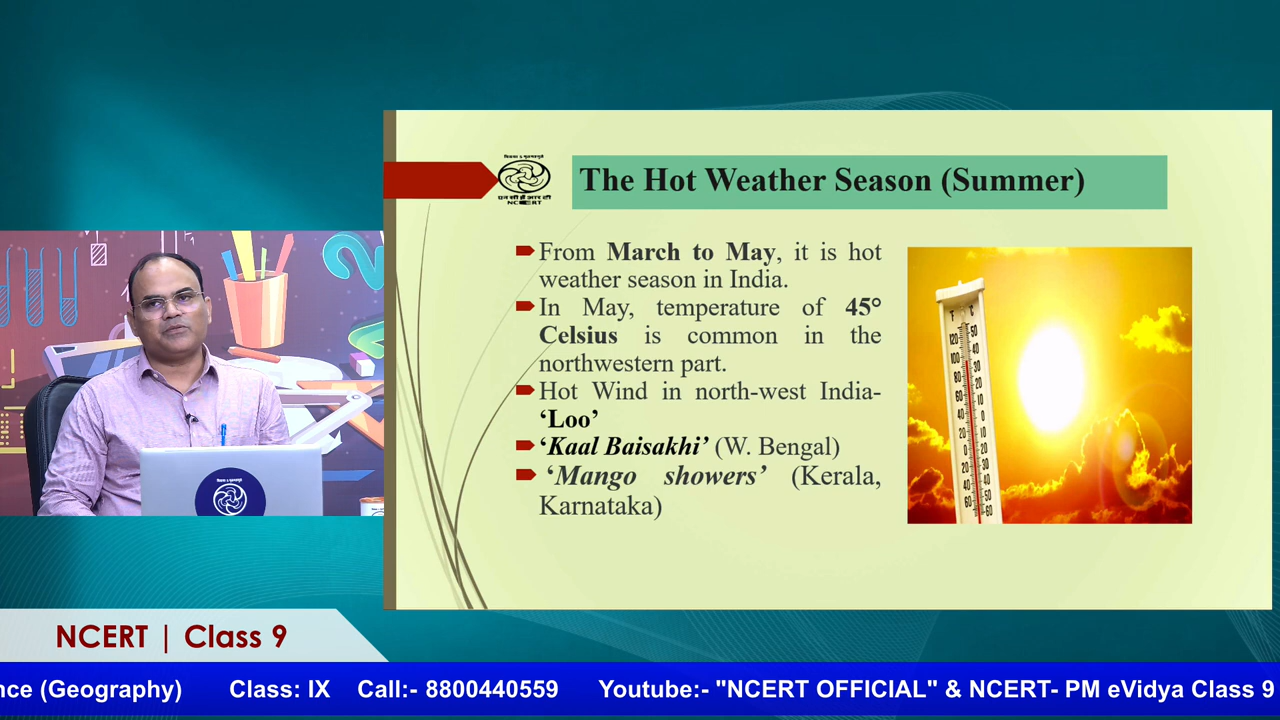 The Hot Weather Season (Summer)
एन सी ई आर टी
NCERT
From March to May, it is hot
weather season in India.
In May, temperature of 45°
Celsius is common in the
northwestern part.
Hot Wind in north-west India-
‘Loo’
‘Kaal Baisakhi’ (W. Bengal)
‘Mango showers’ (Kerala,
Karnataka)
NCERT | Class 9
nce (Geography) Class: IX Call:- 8800440559 Youtube:- "NCERT OFFICIAL" & NCERT- PM eVidya Class 9